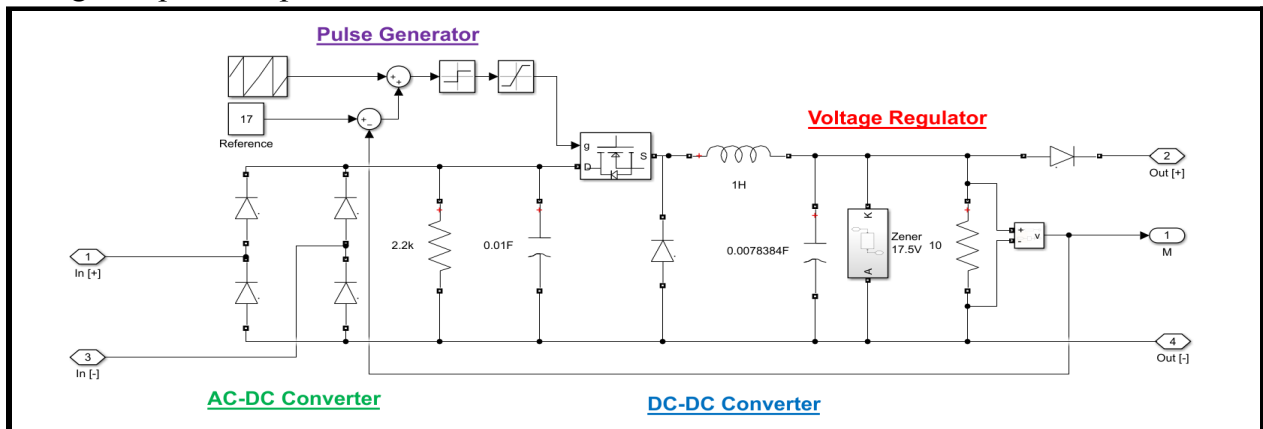 Pulse Generator
17
Reference
Voltage Regulator
g
D
S
1H
2
Out [+]
2.2k
0.01F
0.0078384F
K
A
Zener
17.5V
10
+
-
v
1
M
1
In [+]
3
In [-]
4
Out [-]
AC-DC Converter
DC-DC Converter